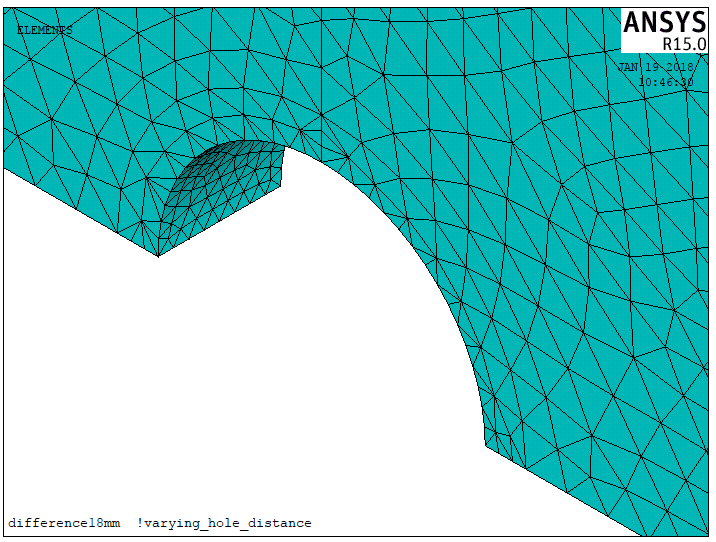 ELEMENTS
ANSYS
R15.0
JAN 19 2018
10:46:30
difference18mm !varying_hole_distance